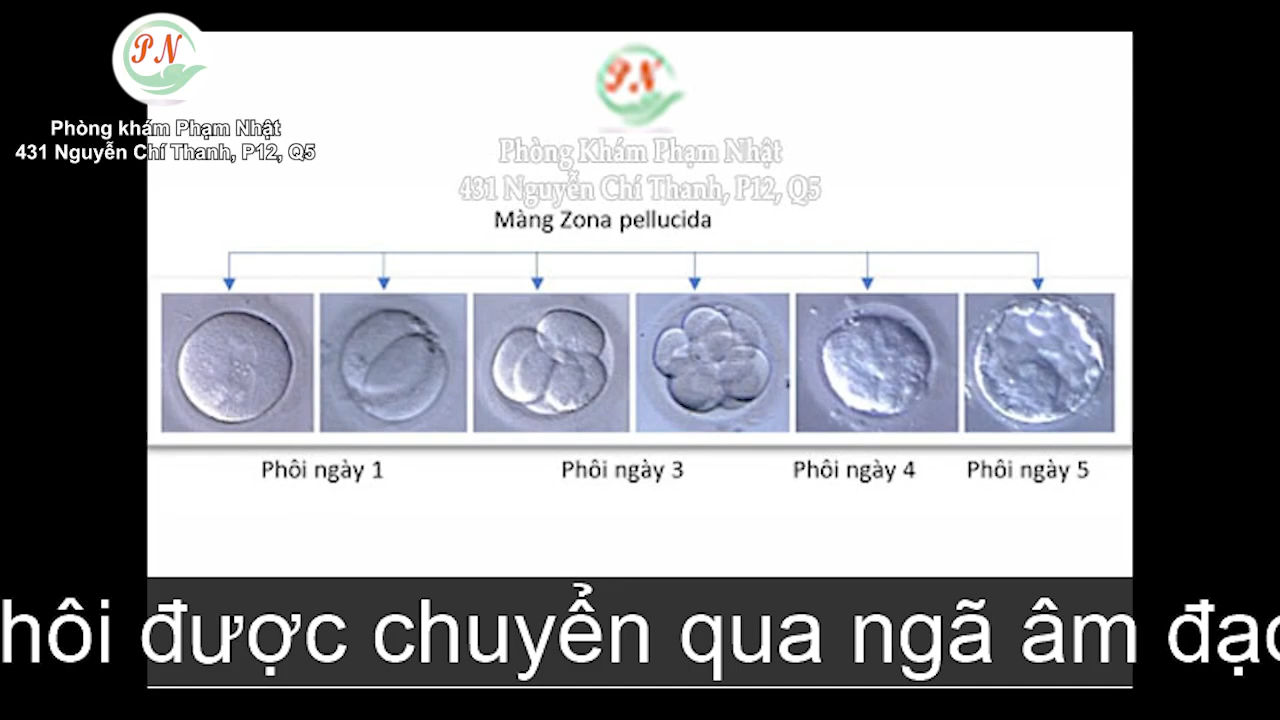 PN
Phòng khám Phạm Nhật
431 Nguyễn Chí Thanh, P12, Q5
P.N
Phòng Khám Phạm Nhật
431 Nguyễn Chí Thanh, P12, Q5
Màng Zona pellucida
Phôi ngày 1
Phôi ngày 3
Phôi ngày 4
Phôi ngày 5
hôi được chuyển qua ngã âm đạo